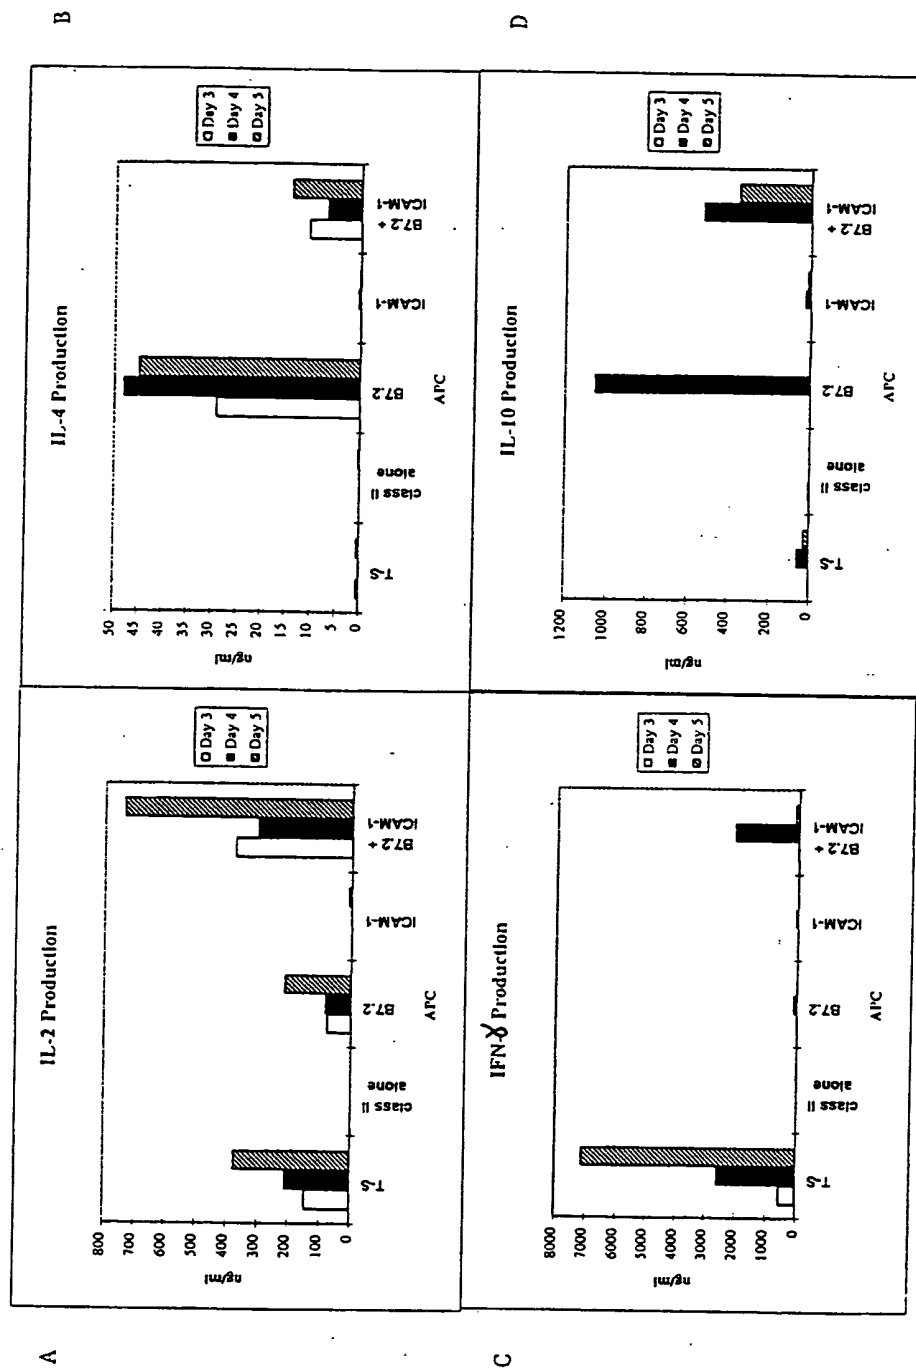 A
IL-2 Production
ng/ml
800
700
600
500
400
300
200
100
0
T-S
class II
alone
B7.2
ICAM-1
B7.2 +
ICAM-1
APC
Day 3
Day 4
Day 5
B
IL-4 Production
ng/ml
50
45
40
35
30
25
20
15
10
5
0
T-S
class II
alone
B7.2
ICAM-1
B7.2 +
ICAM-1
APC
Day 3
Day 4
Day 5
C
IFN-γ Production
ng/ml
8000
7000
6000
5000
4000
3000
2000
1000
0
T-S
class II
alone
B7.2
ICAM-1
B7.2 +
ICAM-1
APC
Day 3
Day 4
Day 5
D
IL-10 Production
ng/ml
1200
1000
800
600
400
200
0
T-S
class II
alone
B7.2
ICAM-1
B7.2 +
ICAM-1
APC
Day 3
Day 4
Day 5